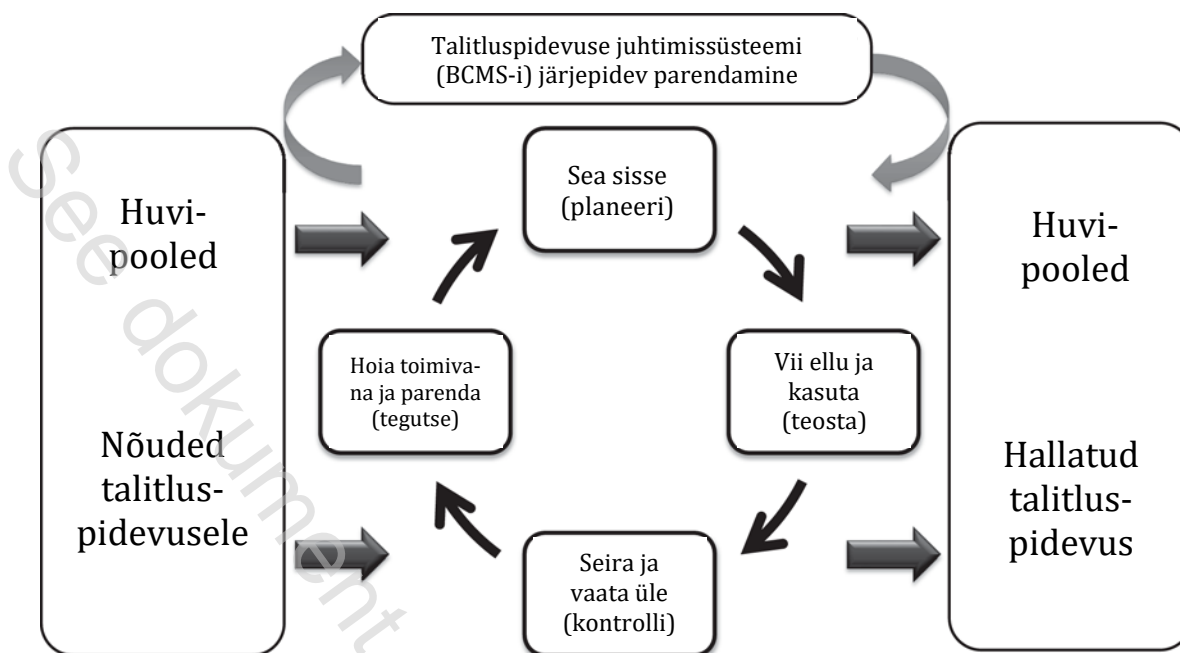 Talitluspidevuse juhtimissüsteemi
(BCMS-i) järjepidev parendamine
Huvi-
pooled
Nõuded
talitlus-
pidevusele
Sea sisse
(planeeri)
Hoia toimiva-
na ja parenda
(tegutse)
Vii ellu ja
kasuta
(teosta)
Seira ja
vaata üle
(kontrolli)
Huvi-
pooled
Hallatud
talitlus-
pidevus
See dokument